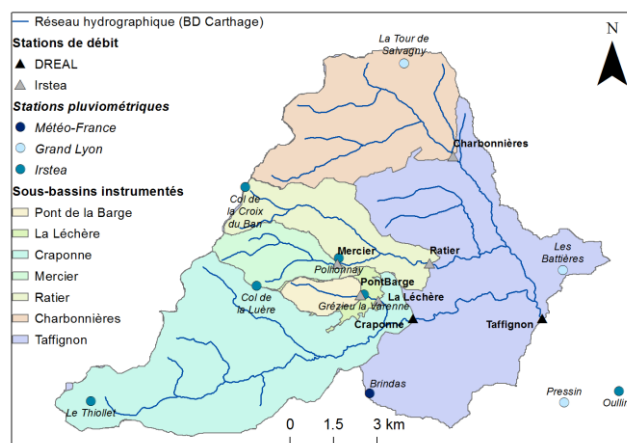 Réseau hydrographique (BD Carthage)
Stations de débit
DREAL
Irstea
Stations pluviométriques
Météo-France
Grand Lyon
Irstea
Sous-bassins instrumentés
Pont de la Barge
La Léchère
Craponne
Mercier
Ratier
Charbonnières
Taffignon
La Tour de
Salvagny
N
Charbonnières
Col de
la Croix
du Ban
Mercier
Pollionnay
Ratier
Les
Battières
Col de
la Luère
PontBarge
La Léchère
Grézieu la Varenne
Craponne
Taffignon
Le Thiollet
Brindas
Pressin
Oullin
0 1.5 3 km